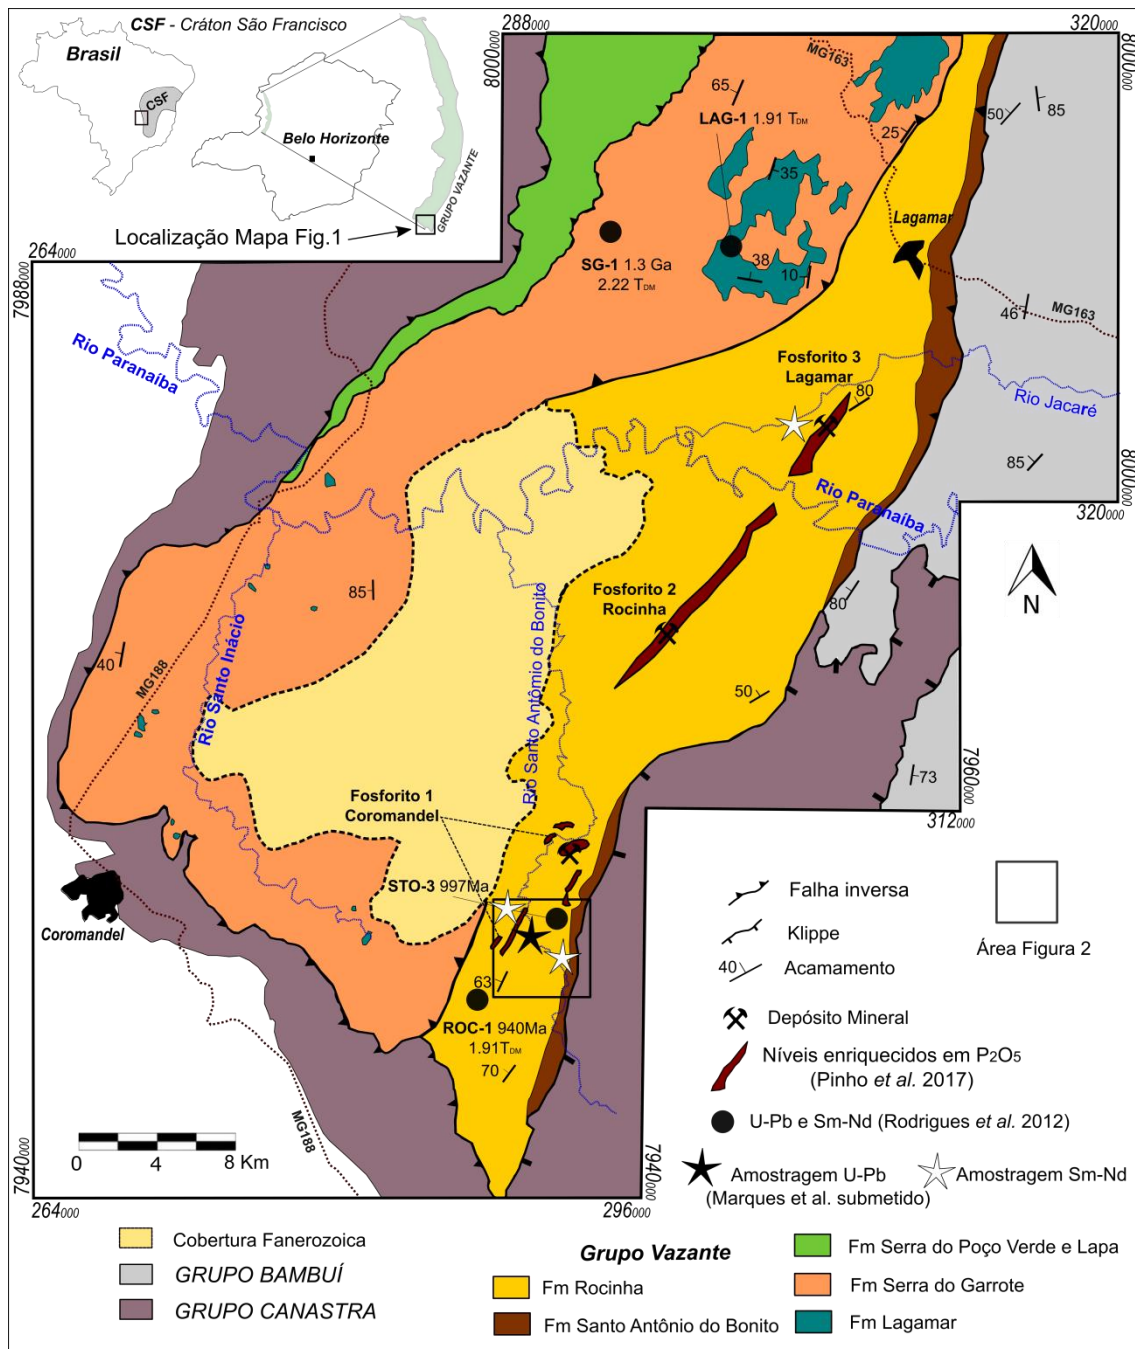 CSF - Cráton São Francisco
Brasil
CSF
Belo Horizonte
GRUPO VAZANTE
Localização Mapa Fig.1
288000
320000
8000000
8000000
264000
7988000
MG163
65
LAG-1 1.91 TDM
25
50
85
35
Lagamar
SG-1 1.3 Ga
2.22 TDM
38
10
46
MG163
Rio Paranaíba
Fosforito 3
Lagamar
80
Rio Jacaré
85
Rio Paranaíba
8000000
320000
N
85
Fosforito 2
Rocinha
80
40
MG188
Rio Santo Inácio
Rio Santo Antômio do Bonito
50
73
7960000
312000
Fosforito 1
Coromandel
STO-3 997Ma
Coromandel
63
ROC-1 940Ma
1.91TDM
70
MG188
0 4 8 Km
7940000
7940000
264000
296000
Falha inversa
Klippe
40 Acamamento
Área Figura 2
Depósito Mineral
Níveis enriquecidos em P2O5
(Pinho et al. 2017)
U-Pb e Sm-Nd (Rodrigues et al. 2012)
Amostragem U-Pb
(Marques et al. submetido)
Amostragem Sm-Nd
Cobertura Fanerozoica
GRUPO BAMBUÍ
GRUPO CANASTRA
Grupo Vazante
Fm Rocinha
Fm Santo Antônio do Bonito
Fm Serra do Poço Verde e Lapa
Fm Serra do Garrote
Fm Lagamar